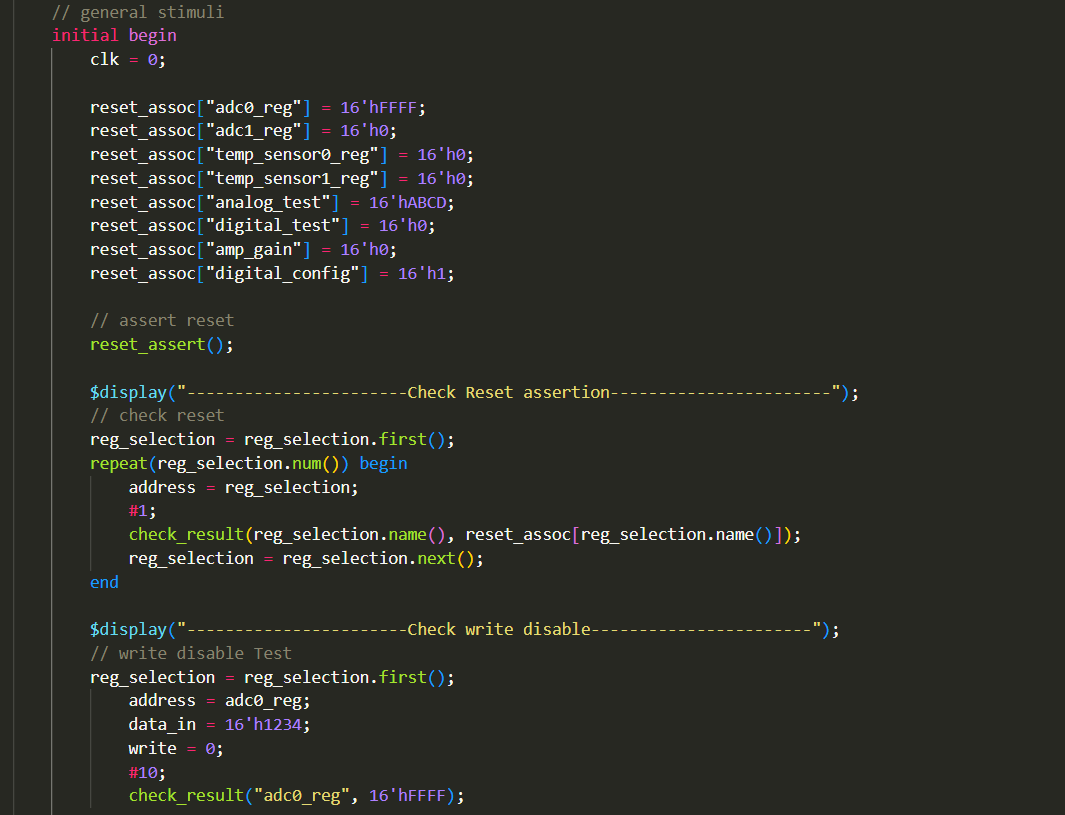 // general stimuli
initial begin
clk = 0;
reset_assoc["adc0_reg"] = 16'hFFFF;
reset_assoc["adc1_reg"] = 16'h0;
reset_assoc["temp_sensor0_reg"] = 16'h0;
reset_assoc["temp_sensor1_reg"] = 16'h0;
reset_assoc["analog_test"] = 16'hABCD;
reset_assoc["digital_test"] = 16'h0;
reset_assoc["amp_gain"] = 16'h0;
reset_assoc["digital_config"] = 16'h1;
// assert reset
reset_assert();
$display("-----------------------Check Reset assertion-----------------------");
// check reset
reg_selection = reg_selection.first();
repeat(reg_selection.num()) begin
address = reg_selection;
#1;
check_result(reg_selection.name(), reset_assoc[reg_selection.name()]);
reg_selection = reg_selection.next();
end
$display("-----------------------Check write disable-----------------------");
// write disable Test
reg_selection = reg_selection.first();
address = adc0_reg;
data_in = 16'h1234;
write = 0;
#10;
check_result("adc0_reg", 16'hFFFF);